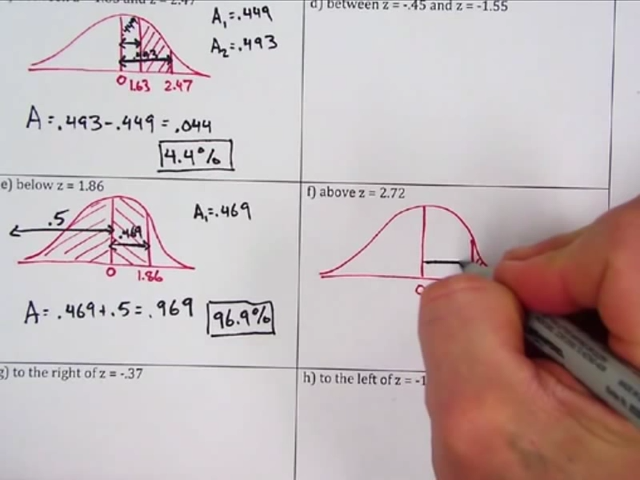 d) between z = -.45 and z = -1.55
A₁=.449
A₂=.493
.493
0 1.63 2.47
A = .493-.449 = .044
4.4%
e) below z = 1.86
.5
.469
A₁=.469
0 1.86
A = .469+.5 = .969
96.9%
f) above z = 2.72
0
g) to the right of z = -.37
h) to the left of z = -1